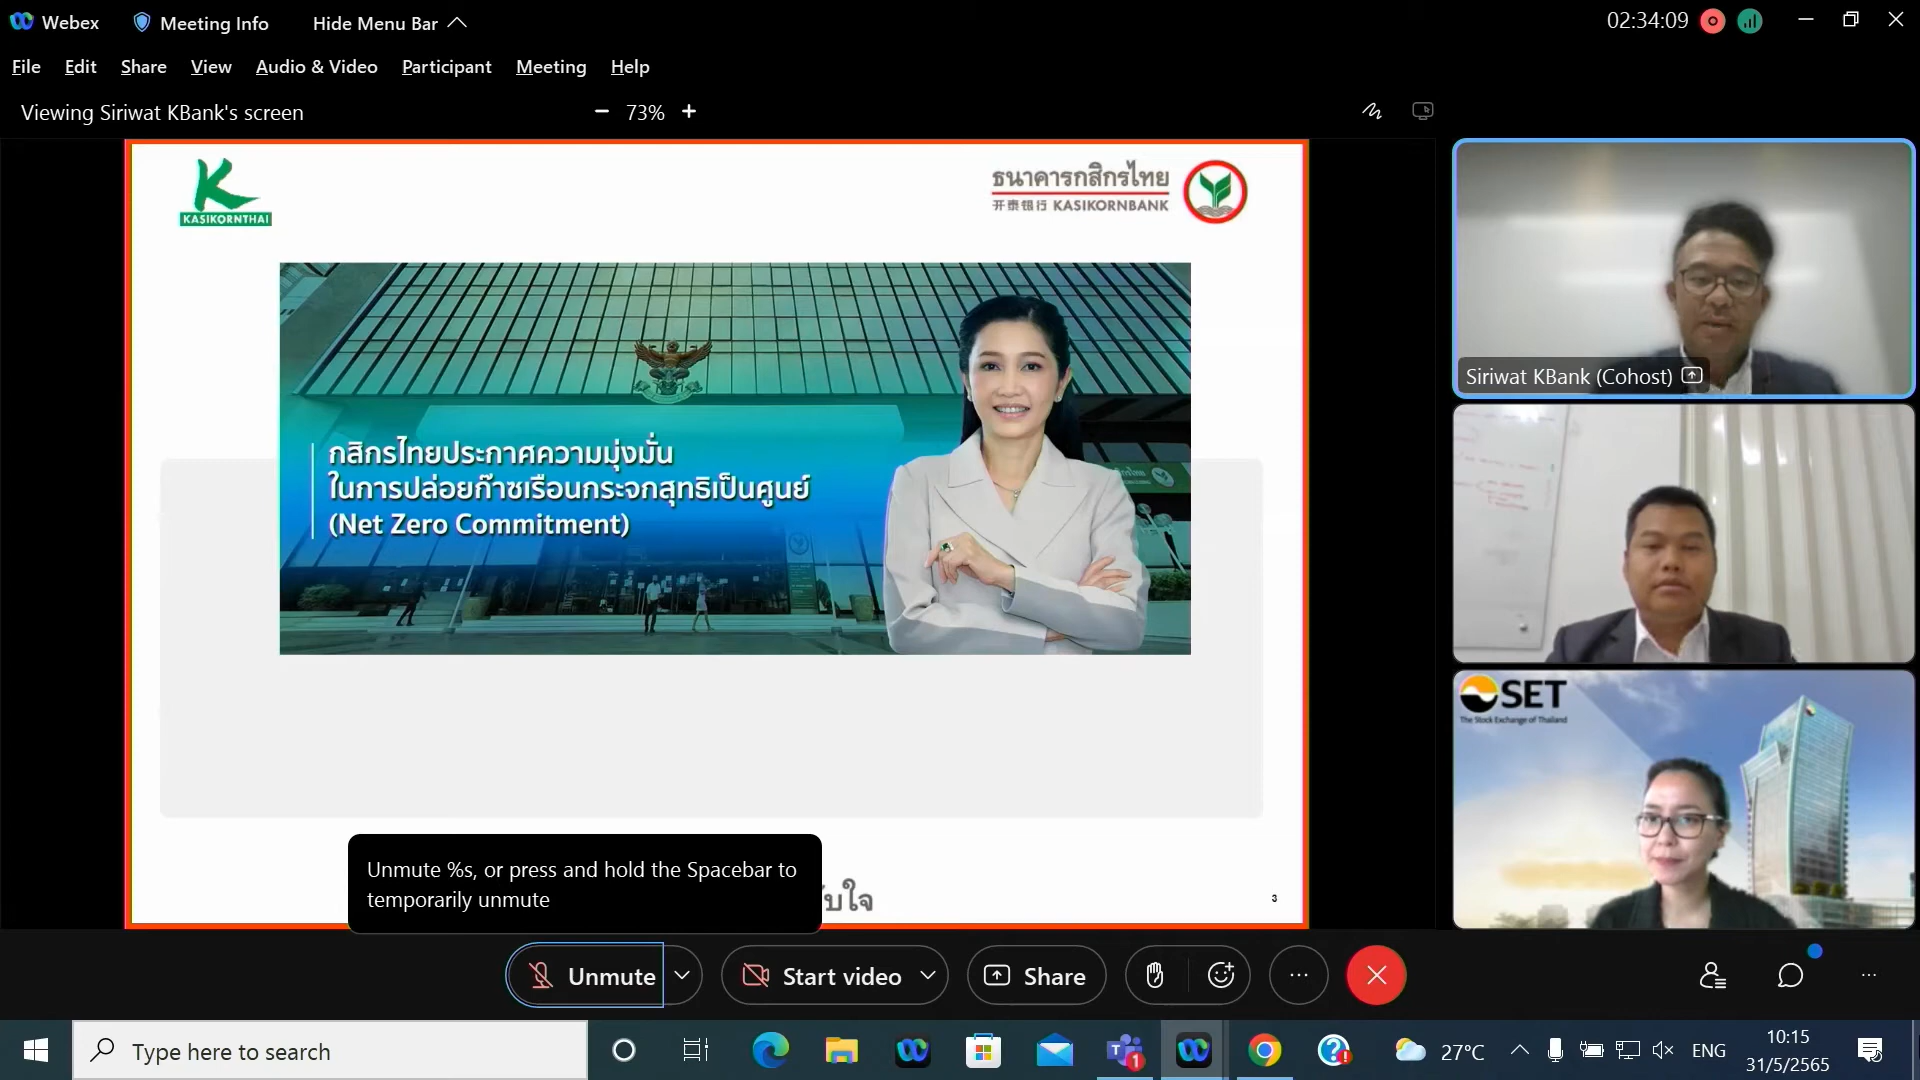 Webex
Meeting Info
Hide Menu Bar
02:34:09
File Edit Share View Audio & Video Participant Meeting Help
Viewing Siriwat KBank's screen
73%
KASIKORNTHAI
ธนาคารกสิกรไทย
开泰银行 KASIKORNBANK
กสิกรไทยประกาศความมุ่งมั่น
ในการปล่อยก๊าซเรือนกระจกสุทธิเป็นศูนย์
(Net Zero Commitment)
3
Siriwat KBank (Cohost)
SET
The Stock Exchange of Thailand
Unmute %s, or press and hold the Spacebar to
temporarily unmute
Unmute
Start video
Share
Type here to search
1
27°C
ENG
10:15
31/5/2565